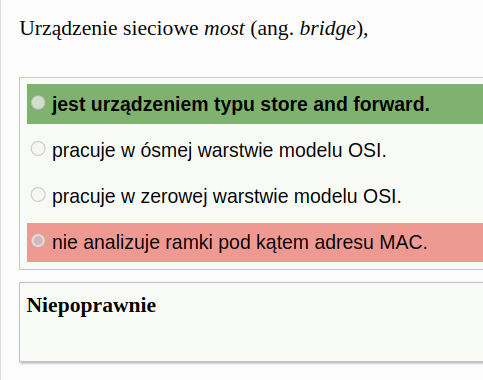 Urządzenie sieciowe most (ang. bridge),
jest urządzeniem typu store and forward.
pracuje w ósmej warstwie modelu OSI.
pracuje w zerowej warstwie modelu OSI.
nie analizuje ramki pod kątem adresu MAC.
Niepoprawnie